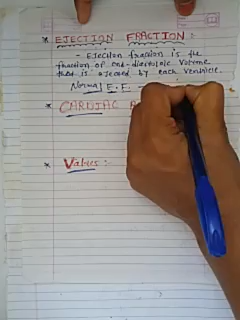 * EJECTION FRACTION :
- Ejection fraction is the
fraction of end-diastolic volume
that is ejected by each ventricle.
Normal E.F.
* CARDIAC
* Values :